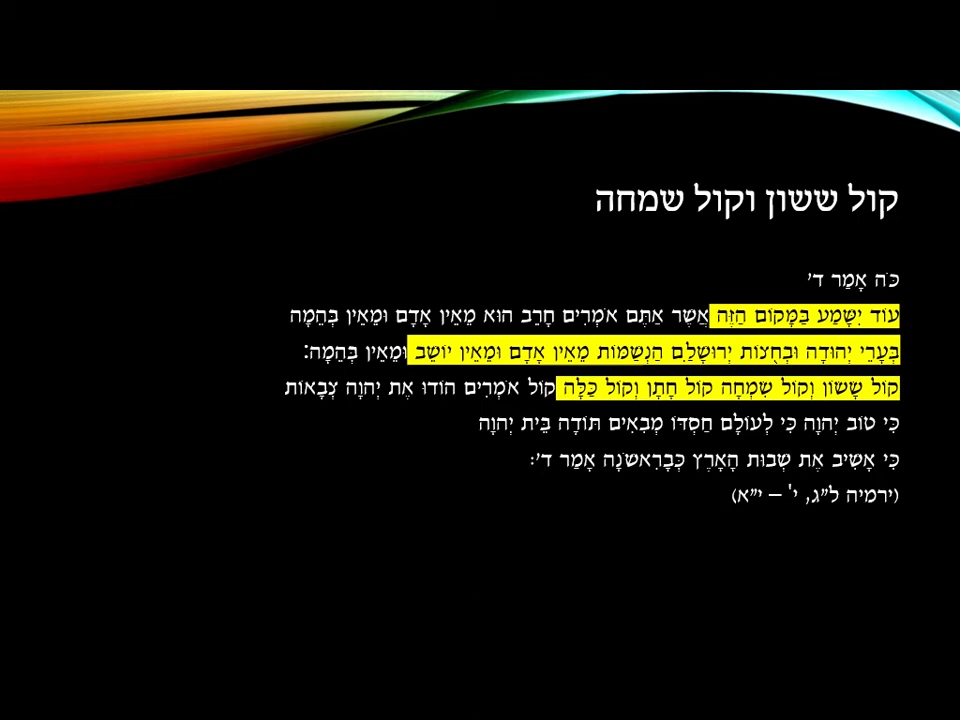 קול ששון וקול שמחה
כֹּה אָמַר ד'
עוֹד יִשָּׁמַע בַּמָּקוֹם הַזֶּה אֲשֶׁר אַתֶּם אֹמְרִים חָרֵב הוּא מֵאֵין אָדָם וּמֵאֵין בְּהֵמָה
בְּעָרֵי יְהוּדָה וּבְחֻצוֹת יְרוּשָׁלִַם הַנְשַׁמּוֹת מֵאֵין אָדָם וּמֵאֵין יוֹשֵׁב וּמֵאֵין בְּהֵמָה:
קוֹל שָׂשׂוֹן וְקוֹל שִׂמְחָה קוֹל חָתָן וְקוֹל כַּלָּה קוֹל אֹמְרִים הוֹדוּ אֶת יְהוָה צְבָאוֹת
כִּי טוֹב יְהוָה כִּי לְעוֹלָם חַסְדּוֹ מְבִאִים תּוֹדָה בֵּית יְהוָה
כִּי אָשִׁיב אֶת שְׁבוּת הָאָרֶץ כְּבָרִאשֹׁנָה אָמַר ד':
(ירמיה ל"ג, י' – י"א)